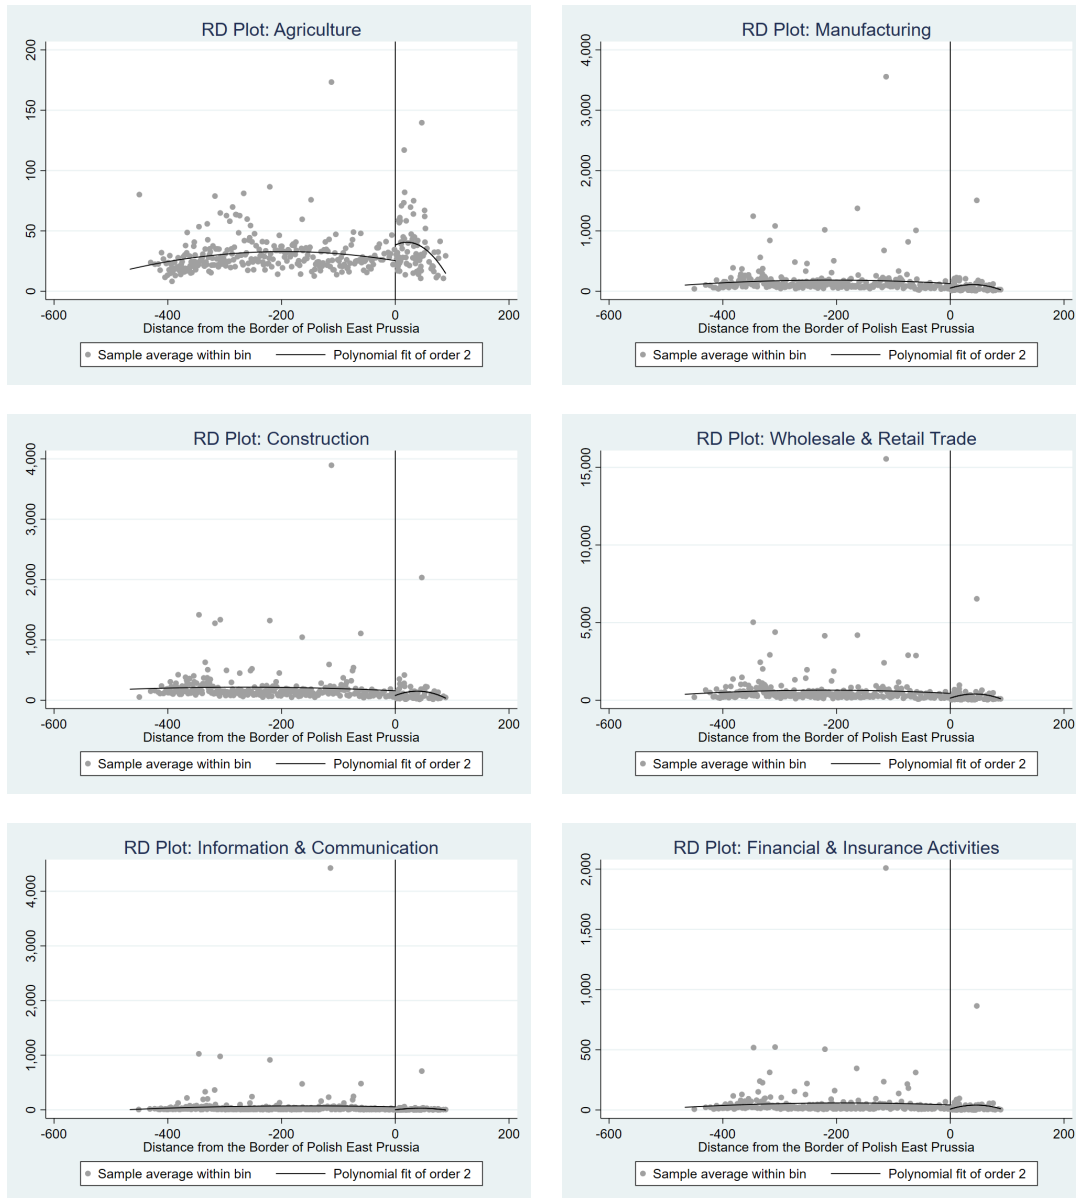 RD Plot: Agriculture
200
150
100
50
0
-600 -400 -200 0 200
Distance from the Border of Polish East Prussia
Sample average within bin Polynomial fit of order 2
RD Plot: Manufacturing
4,000
3,000
2,000
1,000
0
-600 -400 -200 0 200
Distance from the Border of Polish East Prussia
Sample average within bin Polynomial fit of order 2
RD Plot: Construction
4,000
3,000
2,000
1,000
0
-600 -400 -200 0 200
Distance from the Border of Polish East Prussia
Sample average within bin Polynomial fit of order 2
RD Plot: Wholesale & Retail Trade
15,000
10,000
5,000
0
-600 -400 -200 0 200
Distance from the Border of Polish East Prussia
Sample average within bin Polynomial fit of order 2
RD Plot: Information & Communication
4,000
3,000
2,000
1,000
0
-600 -400 -200 0 200
Distance from the Border of Polish East Prussia
Sample average within bin Polynomial fit of order 2
RD Plot: Financial & Insurance Activities
2,000
1,500
1,000
500
0
-600 -400 -200 0 200
Distance from the Border of Polish East Prussia
Sample average within bin Polynomial fit of order 2